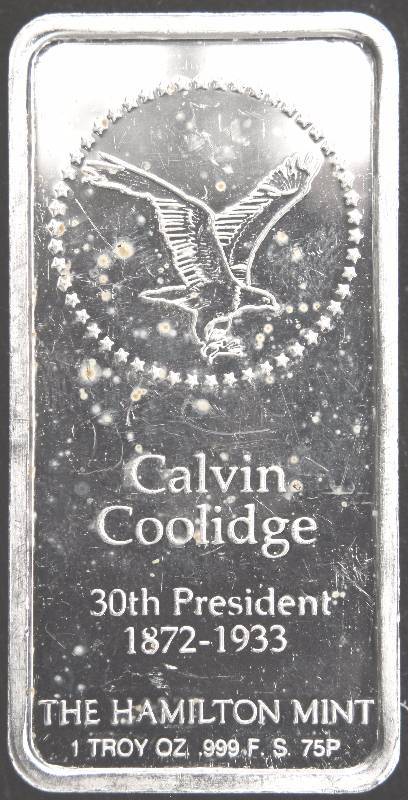 Calvin
Coolidge
30th President
1872-1933
THE HAMILTON MINT
1 TROY OZ .999 F. S. 75P